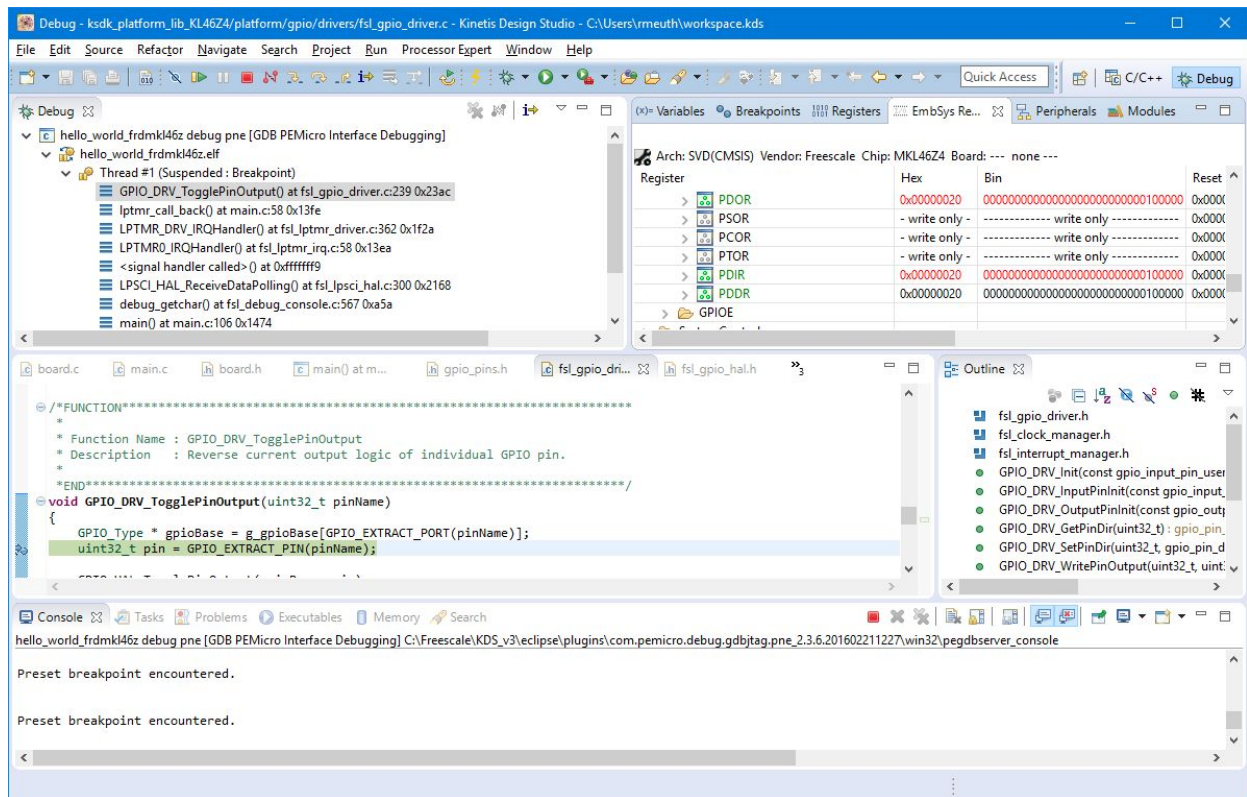 Debug - ksdk_platform_lib_KL46Z4/platform/gpio/drivers/fsl_gpio_driver.c - Kinetis Design Studio - C:\Users\rmeuth\workspace.kds
File Edit Source Refactor Navigate Search Project Run Processor Expert Window Help
Quick Access C/C++ Debug
Debug
(x)= Variables Breakpoints Registers EmbSys Re... Peripherals Modules
hello_world_frdmkl46z debug pne [GDB PEMicro Interface Debugging]
hello_world_frdmkl46z.elf
Thread #1 (Suspended : Breakpoint)
GPIO_DRV_TogglePinOutput() at fsl_gpio_driver.c:239 0x23ac
lptmr_call_back() at main.c:58 0x13fe
LPTMR_DRV_IRQHandler() at fsl_lptmr_driver.c:362 0x1f2a
LPTMR0_IRQHandler() at fsl_lptmr_irq.c:58 0x13ea
<signal handler called>() at 0xfffffff9
LPSCI_HAL_ReceiveDataPolling() at fsl_lpsci_hal.c:300 0x2168
debug_getchar() at fsl_debug_console.c:567 0xa5a
main() at main.c:106 0x1474
Arch: SVD(CMSIS) Vendor: Freescale Chip: MKL46Z4 Board: --- none ---
Register Hex Bin Reset
PDOR 0x00000020 00000000000000000000000000100000 0x000(
PSOR - write only - ------------- write only ------------- 0x000(
PCOR - write only - ------------- write only ------------- 0x000(
PTOR - write only - ------------- write only ------------- 0x000(
PDIR 0x00000020 00000000000000000000000000100000 0x000(
PDDR 0x00000020 00000000000000000000000000100000 0x000(
GPIOE
board.c main.c board.h main() at m... gpio_pins.h fsl_gpio_dri... fsl_gpio_hal.h »3
/*FUNCTION**********************************************************************
*
* Function Name : GPIO_DRV_TogglePinOutput
* Description : Reverse current output logic of individual GPIO pin.
*
*END**************************************************************************/
void GPIO_DRV_TogglePinOutput(uint32_t pinName)
{
GPIO_Type * gpioBase = g_gpioBase[GPIO_EXTRACT_PORT(pinName)];
uint32_t pin = GPIO_EXTRACT_PIN(pinName);
Outline
fsl_gpio_driver.h
fsl_clock_manager.h
fsl_interrupt_manager.h
GPIO_DRV_Init(const gpio_input_pin_user
GPIO_DRV_InputPinInit(const gpio_input_
GPIO_DRV_OutputPinInit(const gpio_outp
GPIO_DRV_GetPinDir(uint32_t) : gpio_pin_
GPIO_DRV_SetPinDir(uint32_t, gpio_pin_d
GPIO_DRV_WritePinOutput(uint32_t, uint:
Console Tasks Problems Executables Memory Search
hello_world_frdmkl46z debug pne [GDB PEMicro Interface Debugging] C:\Freescale\KDS_v3\eclipse\plugins\com.pemicro.debug.gdbjtag.pne_2.3.6.201602211227\win32\pegdbserver_console
Preset breakpoint encountered.
Preset breakpoint encountered.